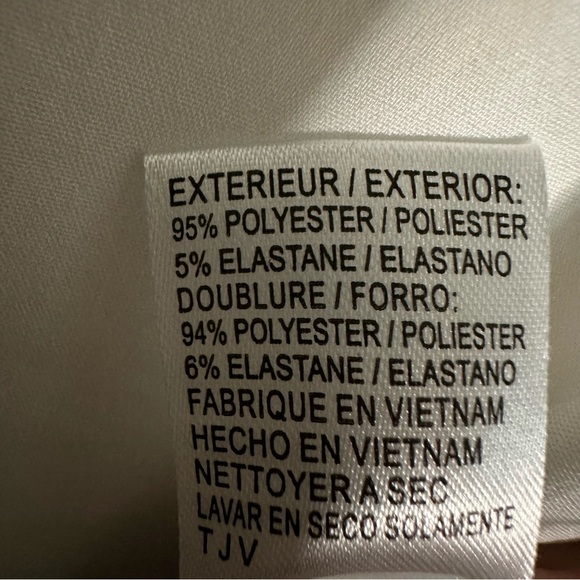 EXTERIEUR / EXTERIOR:
95% POLYESTER / POLIESTER
5% ELASTANE / ELASTANO
DOUBLURE / FORRO:
94% POLYESTER / POLIESTER
6% ELASTANE / ELASTANO
FABRIQUE EN VIETNAM
HECHO EN VIETNAM
NETTOYER A SEC
LAVAR EN SECO SOLAMENTE
TJV